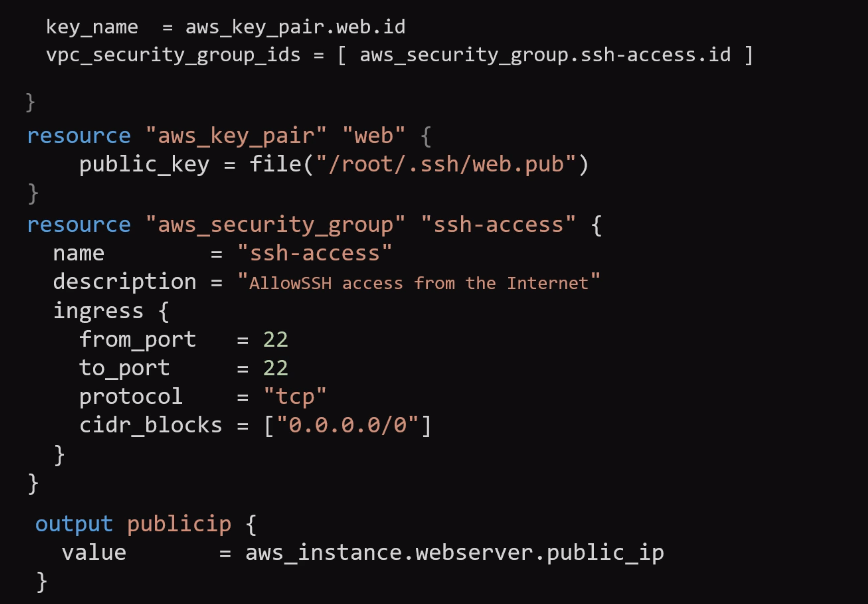 key_name  = aws_key_pair.web.id
vpc_security_group_ids = [ aws_security_group.ssh-access.id ]
}
resource "aws_key_pair" "web" {
    public_key = file("/root/.ssh/web.pub")
}
resource "aws_security_group" "ssh-access" {
  name        = "ssh-access"
  description = "AllowSSH access from the Internet"
  ingress {
    from_port   = 22
    to_port     = 22
    protocol    = "tcp"
    cidr_blocks = ["0.0.0.0/0"]
  }
}
output publicip {
  value       = aws_instance.webserver.public_ip
}